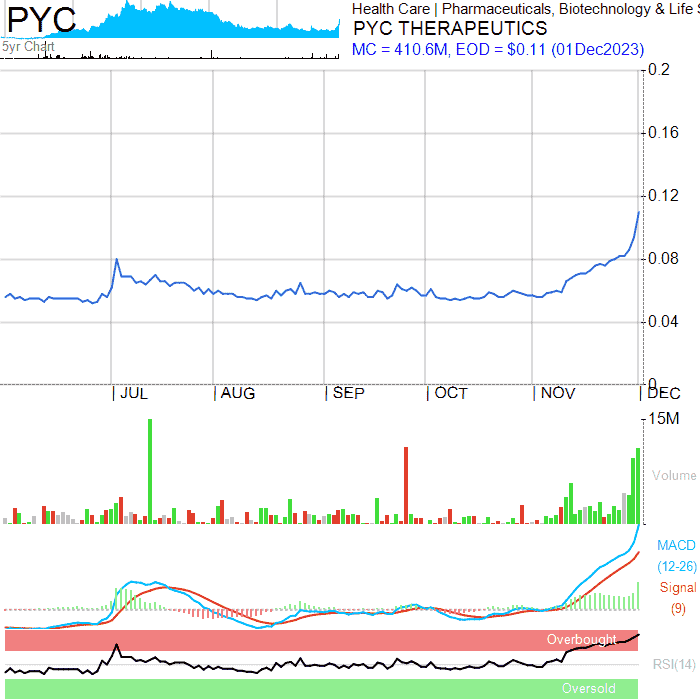 PYC
5yr Chart
Health Care | Pharmaceuticals, Biotechnology & Life S
PYC THERAPEUTICS
MC = 410.6M, EOD = $0.11 (01Dec2023)
0.2
0.16
0.12
0.08
0.04
0
JUL AUG SEP OCT NOV DEC
15M
Volume
MACD
(12-26)
Signal
(9)
Overbought
RSI(14)
Oversold